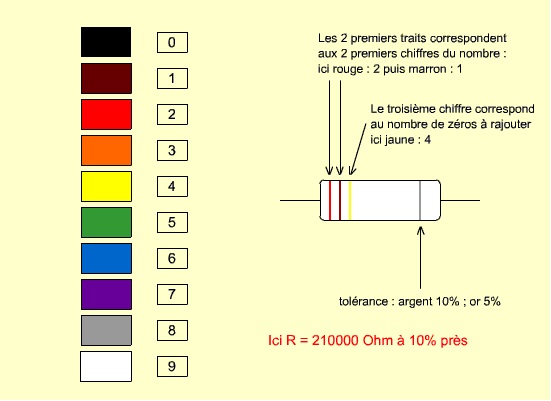 0
1
2
3
4
5
6
7
8
9
Les 2 premiers traits correspondent
aux 2 premiers chiffres du nombre :
ici rouge : 2 puis marron : 1
Le troisième chiffre correspond
au nombre de zéros à rajouter
ici jaune : 4
tolérance : argent 10% ; or 5%
Ici R = 210000 Ohm à 10% près